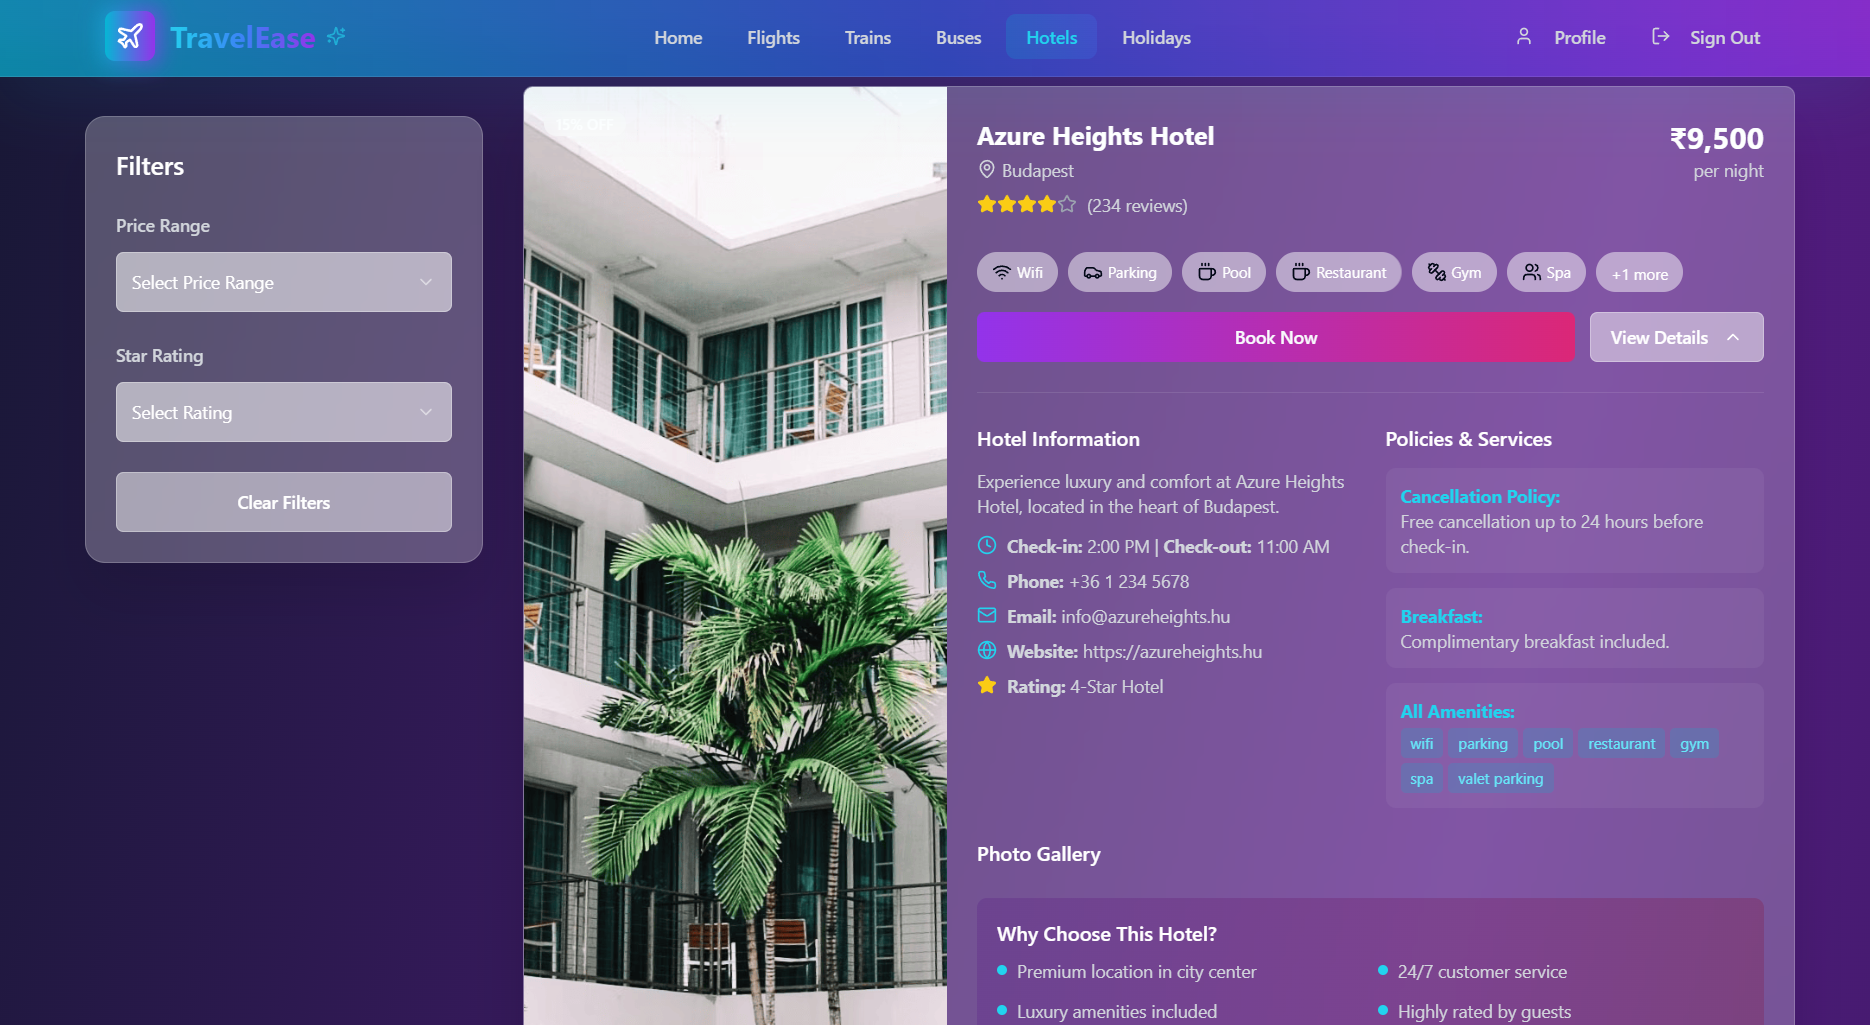 TravelEase
Home
Flights
Trains
Buses
Hotels
Holidays
Profile
Sign Out
Filters
Price Range
Select Price Range
Star Rating
Select Rating
Clear Filters
15% OFF
Azure Heights Hotel
₹9,500
Budapest
per night
(234 reviews)
Wifi
Parking
Pool
Restaurant
Gym
Spa
+1 more
Book Now
View Details
Hotel Information
Experience luxury and comfort at Azure Heights
Hotel, located in the heart of Budapest.
Check-in: 2:00 PM | Check-out: 11:00 AM
Phone: +36 1 234 5678
Email: info@azureheights.hu
Website: https://azureheights.hu
Rating: 4-Star Hotel
Policies & Services
Cancellation Policy:
Free cancellation up to 24 hours before
check-in.
Breakfast:
Complimentary breakfast included.
All Amenities:
wifi
parking
pool
restaurant
gym
spa
valet parking
Photo Gallery
Why Choose This Hotel?
Premium location in city center
24/7 customer service
Luxury amenities included
Highly rated by guests